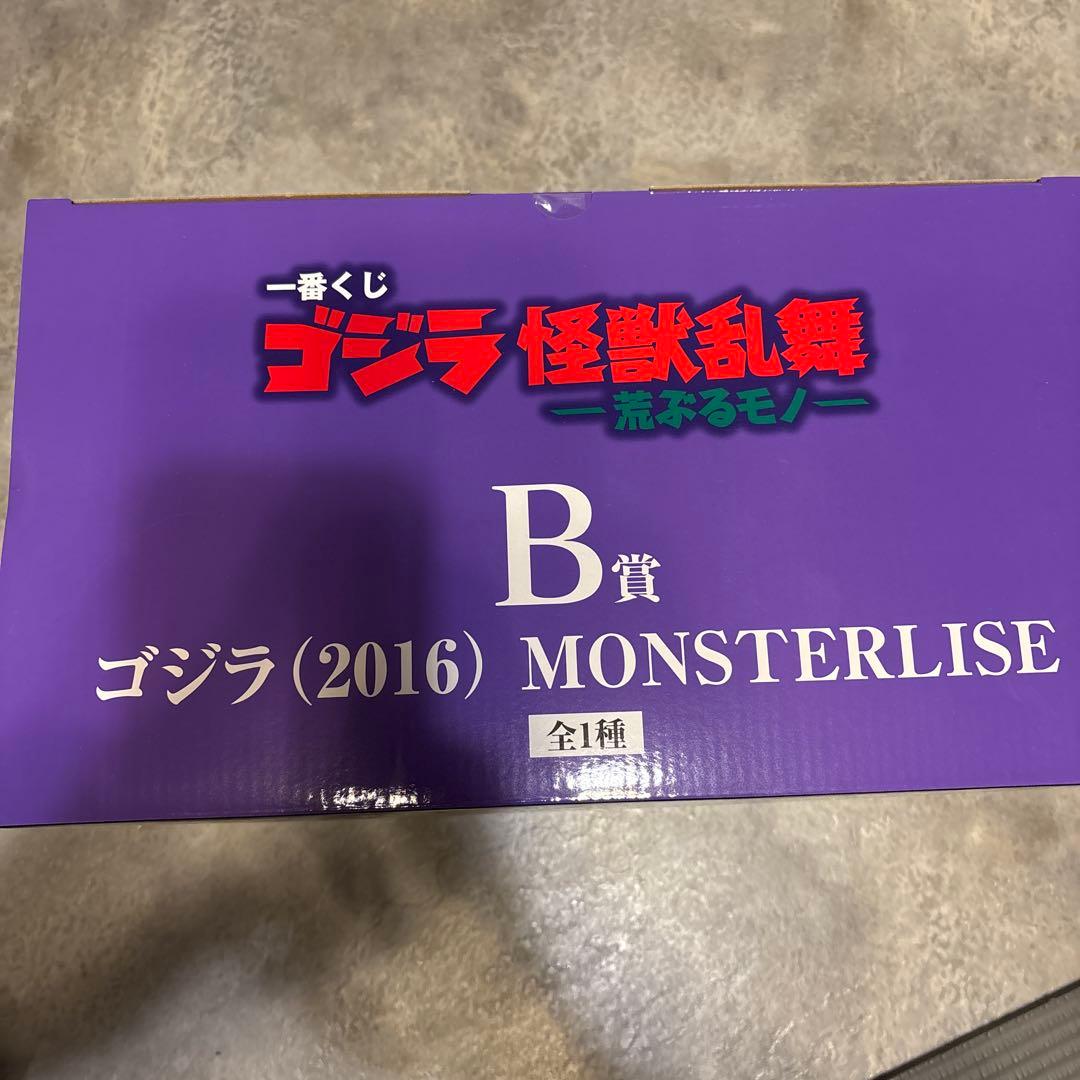 一番くじ
ゴジラ 怪獣乱舞
―荒ぶるモノ―
B賞
ゴジラ(2016) MONSTERLISE
全1種